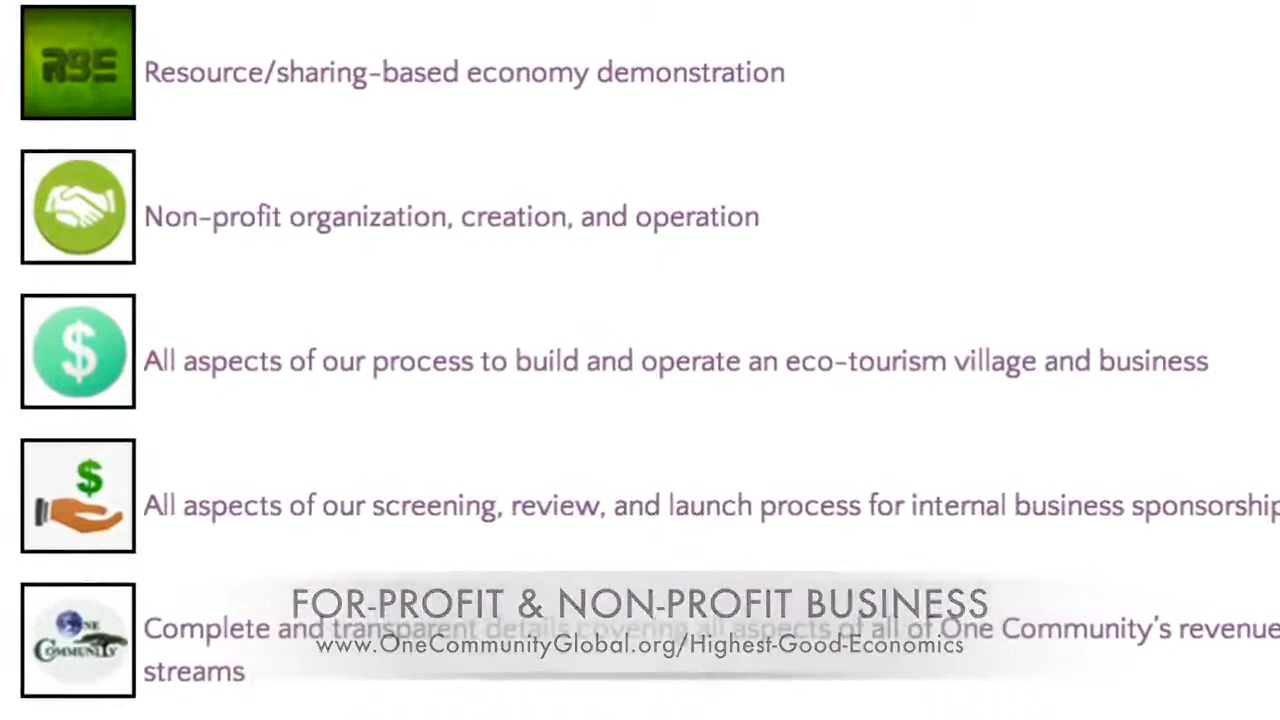 RBE
Resource/sharing-based economy demonstration
Non-profit organization, creation, and operation
$
All aspects of our process to build and operate an eco-tourism village and business
$
All aspects of our screening, review, and launch process for internal business sponsorship
FOR-PROFIT & NON-PROFIT BUSINESS
ONE COMMUNITY
Complete and transparent details covering all aspects of all of One Community's revenue
www.OneCommunityGlobal.org/Highest-Good-Economics
streams